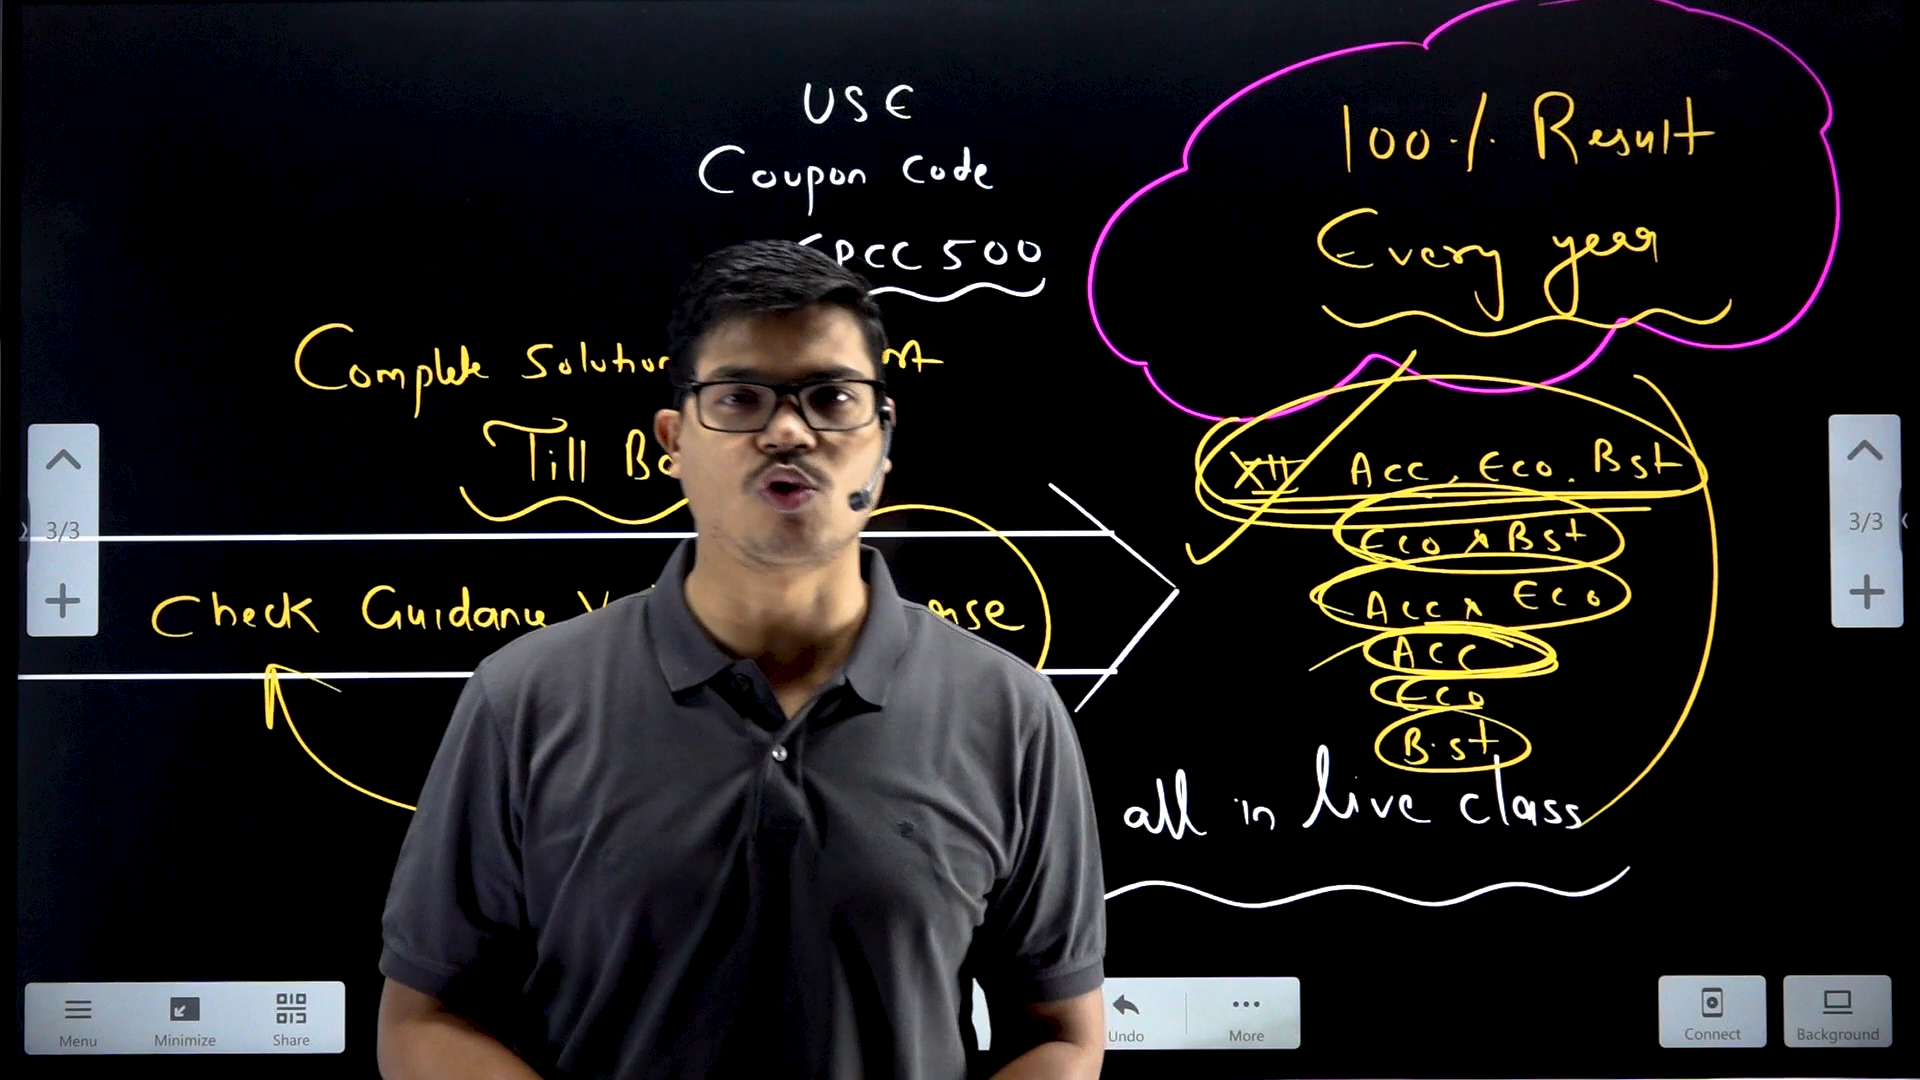 USE
Coupon Code
PCC 500
100% Result
Every year
Complete Solution
Till
Check Guidance
XII Acc, Eco. Bst
Eco × Bst
Acc × Eco
Acc
Eco
B.st
all in live class
3/3
3/3
Menu
Minimize
Share
Undo
More
Connect
Background